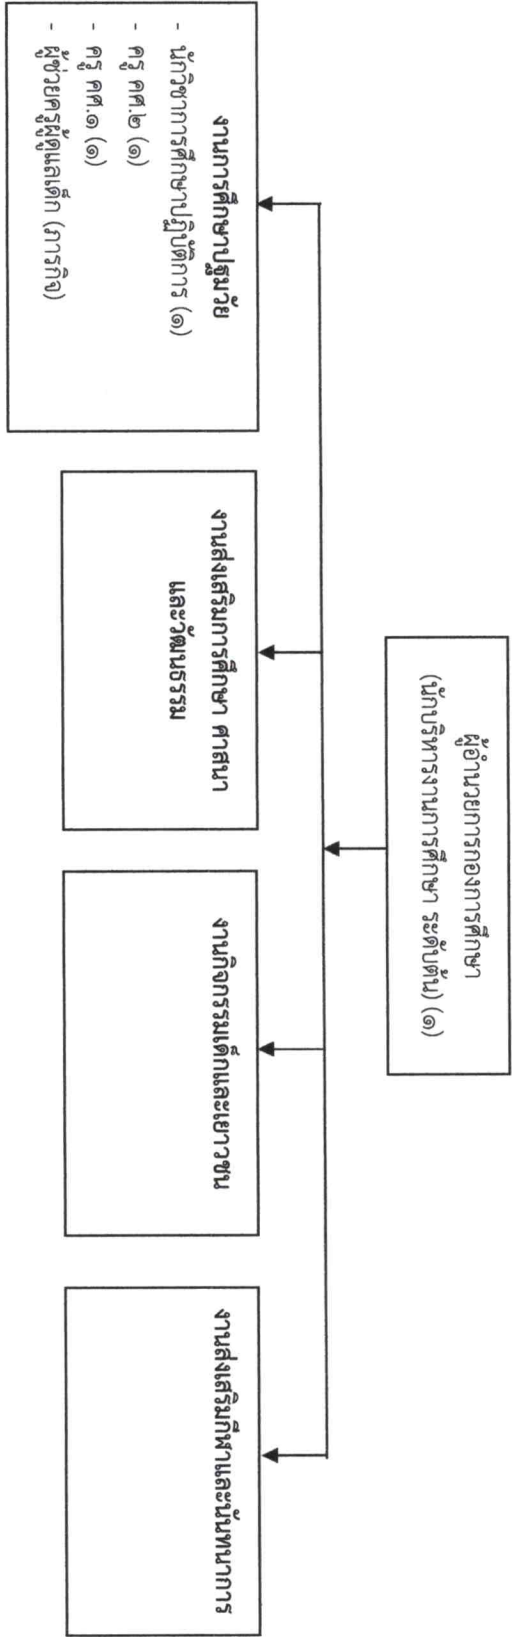 ผู้อำนวยการกองการศึกษา
(นักบริหารงานการศึกษา ระดับต้น) (๑)
งานการศึกษาปฐมวัย
- นักวิชาการศึกษาปฏิบัติการ (๑)
- ครู คศ.๒ (๑)
- ครู คศ.๑ (๑)
- ผู้ช่วยครูผู้ดูแลเด็ก (ภารกิจ)
งานส่งเสริมการศึกษา ศาสนา
และวัฒนธรรม
งานกิจกรรมเด็กและเยาวชน
งานส่งเสริมกีฬาและนันทนาการ